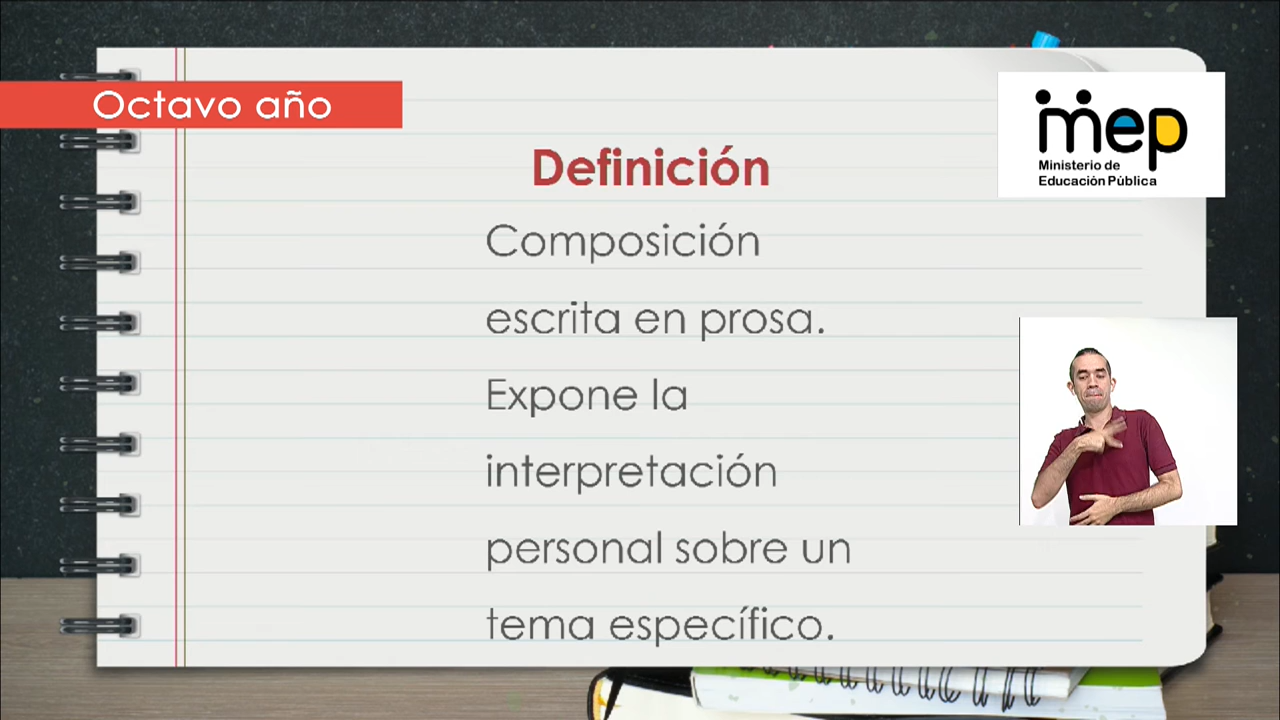 Octavo año
mep
Ministerio de
Educación Pública
Definición
Composición
escrita en prosa.
Expone la
interpretación
personal sobre un
tema específico.